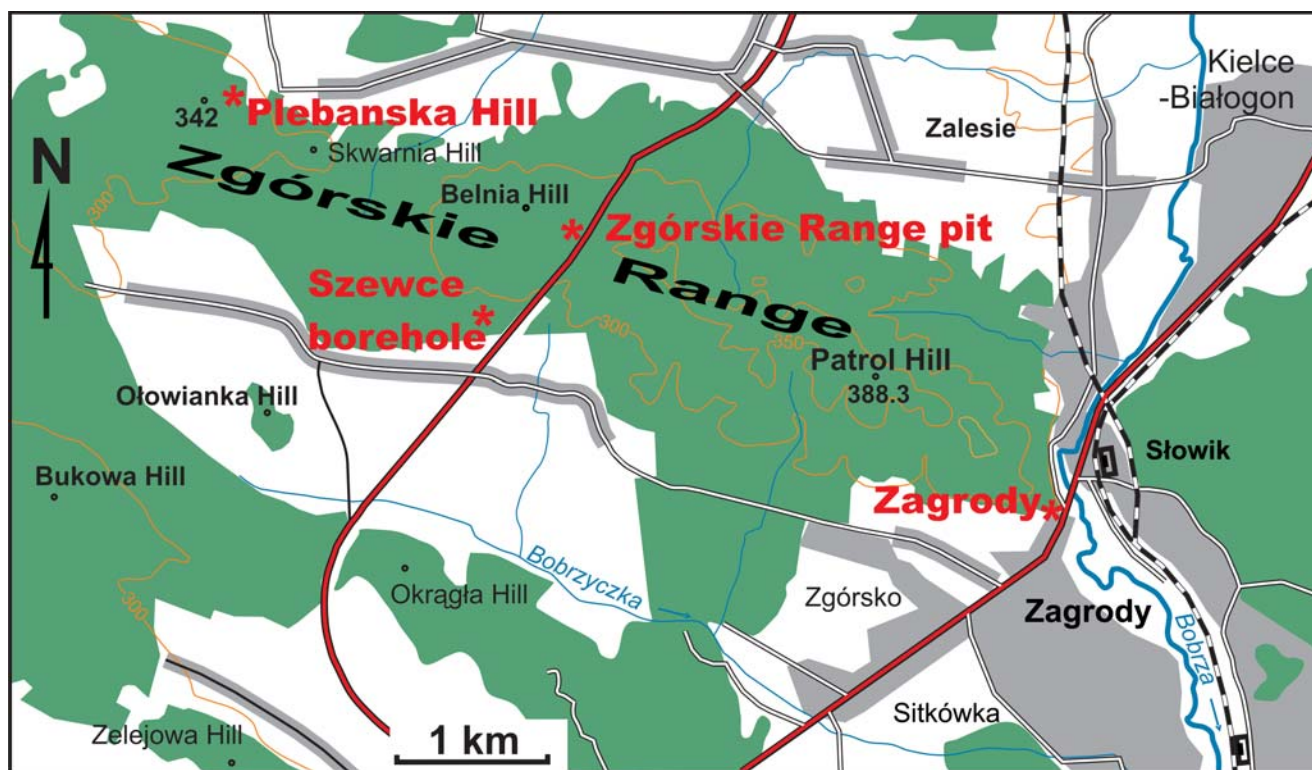 Kielce
-Białogon
342
* Plebanska Hill
Skwarnia Hill
Zalesie
N
Zgórskie
Range
Belnia Hill
300
* Zgórskie Range pit
Szewce
borehole *
300
350
Patrol Hill
388.3
Ołowianka Hill
Bukowa Hill
Słowik
Zagrody *
Bobrzyczka
Okrągła Hill
Zgórsko
Zagrody
300
Bobrza
Sitkówka
Zelejowa Hill
1 km